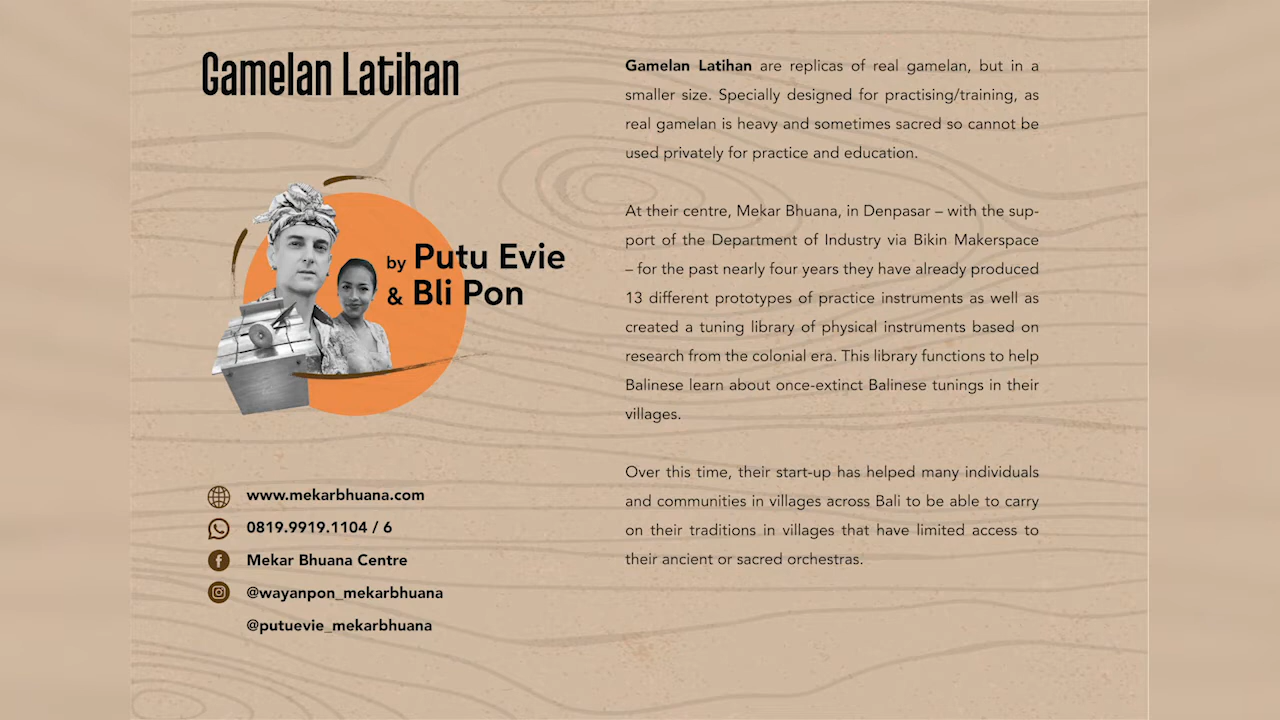 Gamelan Latihan
by Putu Evie
& Bli Pon
www.mekarbhuana.com
0819.9919.1104 / 6
Mekar Bhuana Centre
@wayanpon_mekarbhuana
@putuevie_mekarbhuana
Gamelan Latihan are replicas of real gamelan, but in a
smaller size. Specially designed for practising/training, as
real gamelan is heavy and sometimes sacred so cannot be
used privately for practice and education.
At their centre, Mekar Bhuana, in Denpasar – with the sup-
port of the Department of Industry via Bikin Makerspace
– for the past nearly four years they have already produced
13 different prototypes of practice instruments as well as
created a tuning library of physical instruments based on
research from the colonial era. This library functions to help
Balinese learn about once-extinct Balinese tunings in their
villages.
Over this time, their start-up has helped many individuals
and communities in villages across Bali to be able to carry
on their traditions in villages that have limited access to
their ancient or sacred orchestras.